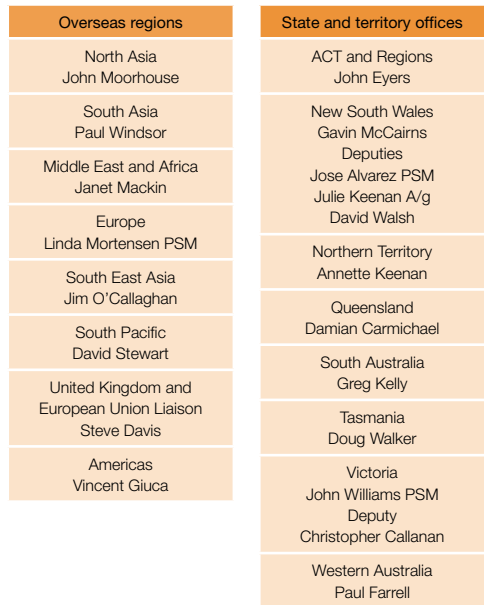 Overseas regions
North Asia
John Moorhouse
South Asia
Paul Windsor
Middle East and Africa
Janet Mackin
Europe
Linda Mortensen PSM
South East Asia
Jim O’Callaghan
South Pacific
David Stewart
United Kingdom and
European Union Liaison
Steve Davis
Americas
Vincent Giuca
State and territory offices
ACT and Regions
John Eyers
New South Wales
Gavin McCairns
Deputies
Jose Alvarez PSM
Julie Keenan A/g
David Walsh
Northern Territory
Annette Keenan
Queensland
Damian Carmichael
South Australia
Greg Kelly
Tasmania
Doug Walker
Victoria
John Williams PSM
Deputy
Christopher Callanan
Western Australia
Paul Farrell